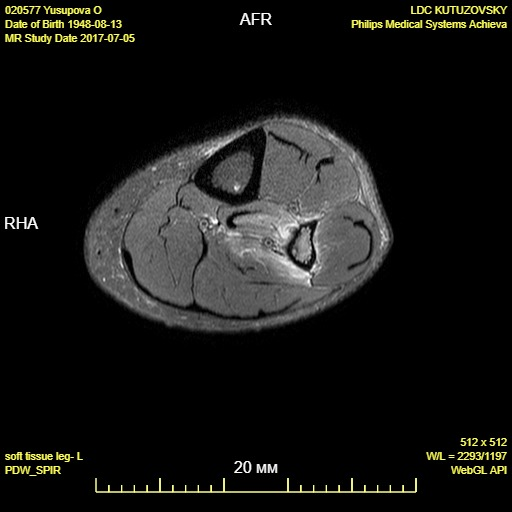 020577 Yusupova O
Date of Birth 1948-08-13
MR Study Date 2017-07-05
AFR
LDC KUTUZOVSKY
Philips Medical Systems Achieva
RHA
soft tissue leg- L
PDW_SPIR
20 мм
512 x 512
W/L = 2293/1197
WebGL API